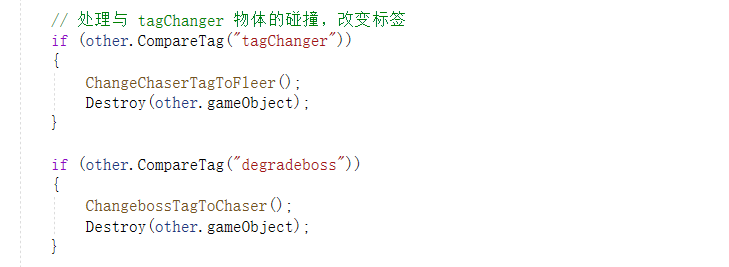 // 处理与 tagChanger 物体的碰撞，改变标签
if (other.CompareTag("tagChanger"))
{
ChangeChaserTagToFleer();
Destroy(other.gameObject);
}
if (other.CompareTag("degradeboss"))
{
ChangebossTagToChaser();
Destroy(other.gameObject);
}